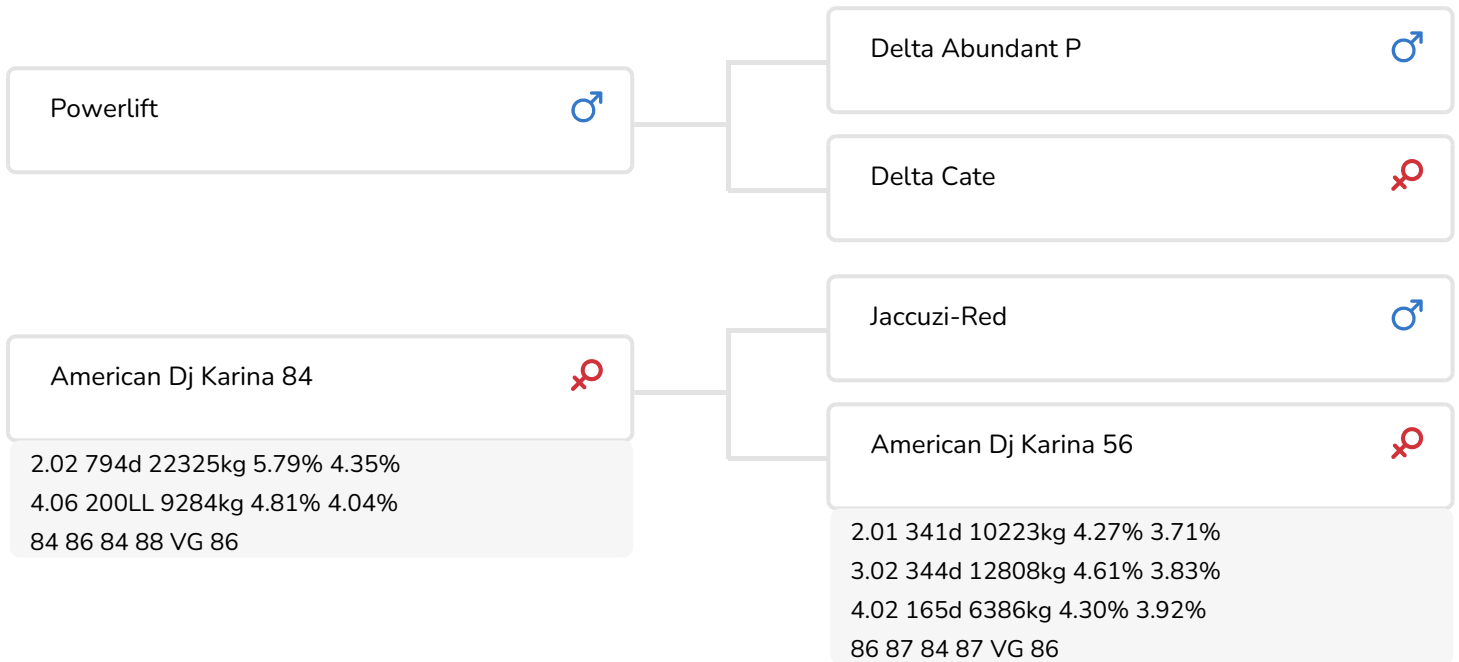 Powerlift
Delta Abundant P
Delta Cate
American Dj Karina 84
2.02 794d 22325kg 5.79% 4.35%
4.06 200LL 9284kg 4.81% 4.04%
84 86 84 88 VG 86
Jaccuzi-Red
American Dj Karina 56
2.01 341d 10223kg 4.27% 3.71%
3.02 344d 12808kg 4.61% 3.83%
4.02 165d 6386kg 4.30% 3.92%
86 87 84 87 VG 86